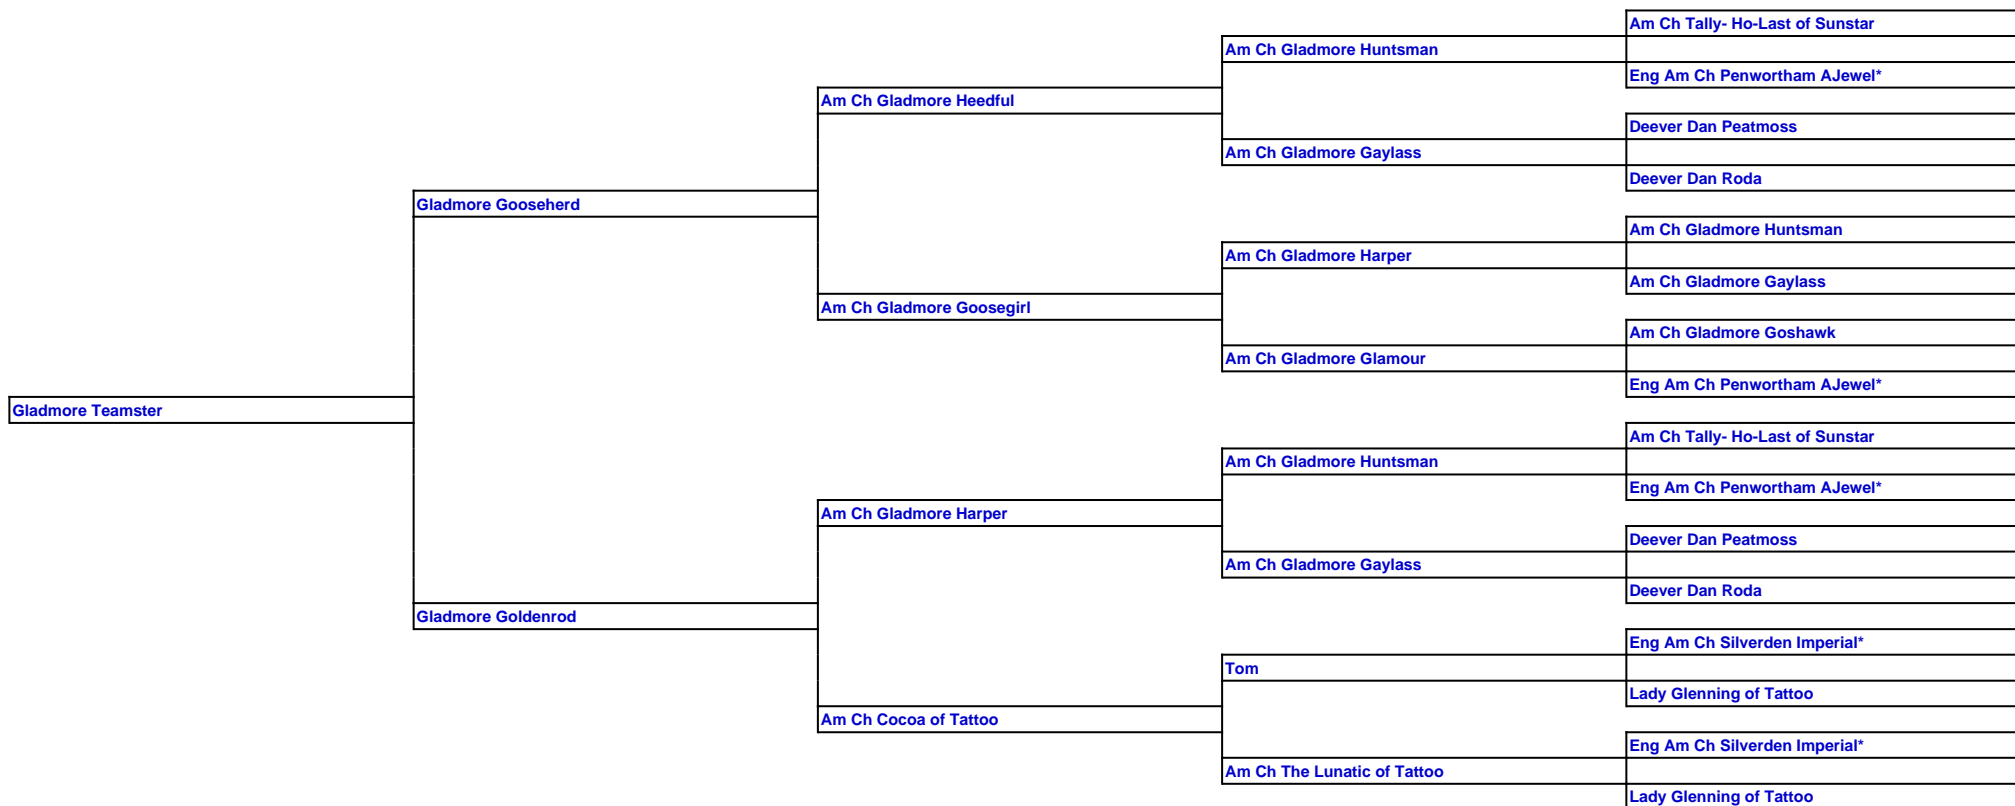 Am Ch Tally- Ho-Last of Sunstar
Am Ch Gladmore Huntsman
Eng Am Ch Penwortham AJewel*
Am Ch Gladmore Heedful
Deever Dan Peatmoss
Am Ch Gladmore Gaylass
Deever Dan Roda
Gladmore Gooseherd
Am Ch Gladmore Huntsman
Am Ch Gladmore Harper
Am Ch Gladmore Gaylass
Am Ch Gladmore Goosegirl
Am Ch Gladmore Goshawk
Am Ch Gladmore Glamour
Eng Am Ch Penwortham AJewel*
Gladmore Teamster
Am Ch Tally- Ho-Last of Sunstar
Am Ch Gladmore Huntsman
Eng Am Ch Penwortham AJewel*
Am Ch Gladmore Harper
Deever Dan Peatmoss
Am Ch Gladmore Gaylass
Deever Dan Roda
Gladmore Goldenrod
Eng Am Ch Silverden Imperial*
Tom
Lady Glenning of Tattoo
Am Ch Cocoa of Tattoo
Eng Am Ch Silverden Imperial*
Am Ch The Lunatic of Tattoo
Lady Glenning of Tattoo